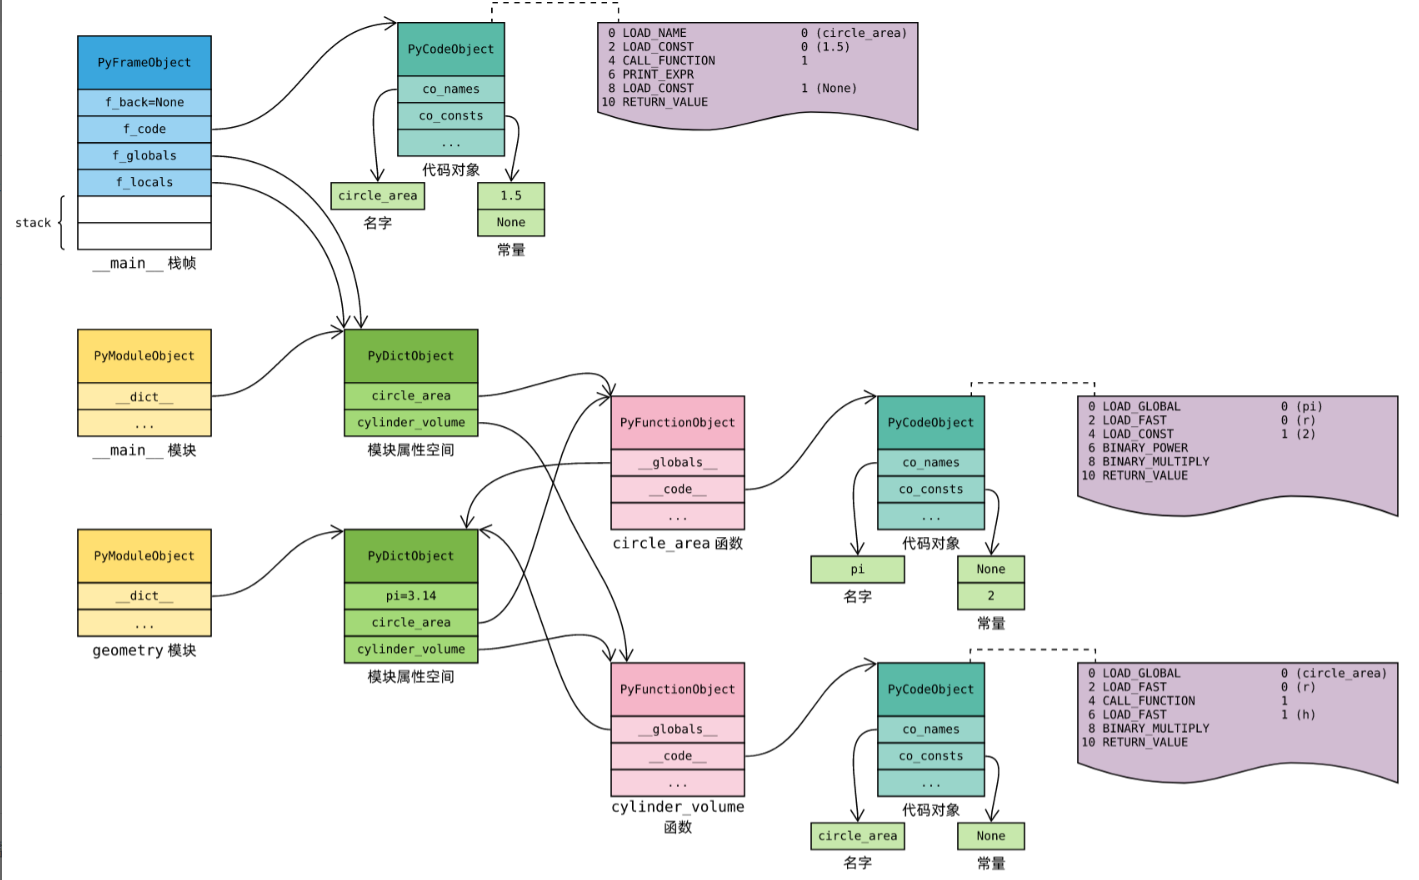 PyFrameObject
f_back=None
f_code
f_globals
f_locals
stack
__main__ 栈帧
PyCodeObject
co_names
co_consts
...
代码对象
circle_area
名字
1.5
None
常量
0 LOAD_NAME 0 (circle_area)
2 LOAD_CONST 0 (1.5)
4 CALL_FUNCTION 1
6 PRINT_EXPR
8 LOAD_CONST 1 (None)
10 RETURN_VALUE
PyModuleObject
__dict__
...
__main__ 模块
PyDictObject
circle_area
cylinder_volume
模块属性空间
PyFunctionObject
__globals__
__code__
...
circle_area 函数
PyCodeObject
co_names
co_consts
...
代码对象
pi
名字
None
2
常量
0 LOAD_GLOBAL 0 (pi)
2 LOAD_FAST 0 (r)
4 LOAD_CONST 1 (2)
6 BINARY_POWER
8 BINARY_MULTIPLY
10 RETURN_VALUE
PyModuleObject
__dict__
...
geometry 模块
PyDictObject
pi=3.14
circle_area
cylinder_volume
模块属性空间
PyFunctionObject
__globals__
__code__
...
cylinder_volume
函数
PyCodeObject
co_names
co_consts
...
代码对象
circle_area
名字
None
常量
0 LOAD_GLOBAL 0 (circle_area)
2 LOAD_FAST 0 (r)
4 CALL_FUNCTION 1
6 LOAD_FAST 1 (h)
8 BINARY_MULTIPLY
10 RETURN_VALUE